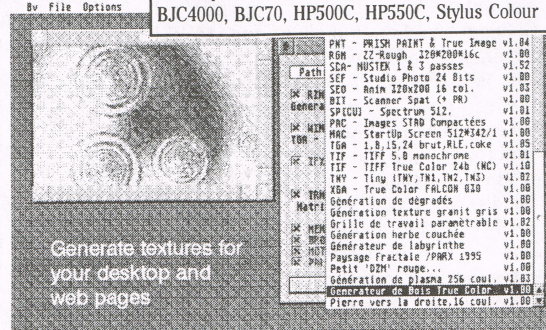 Bv File Options
BJC4000, BJC70, HP500C, HP550C, Stylus Colour
Path
Genera
TGA -
Matri
PNT - PRISM PAINT & True Image v1.04
RGH - ZZ-Rough 320*200*16c v1.00
SCA- MUSTEK 1 & 3 passes v1.52
SEF - Studio Photo 24 Bits v1.00
SEQ - Anim 320x200 16 col. v1.03
BIT - Scanner Spat (+ PR) v1.00
SP[CU] - Spectrum 512. v1.01
PAC - Images STAD Compactées v1.00
MAC - StartUp Screen 512*342/1 v1.00
TGA - 1,8,15,24 brut,RLE,coke v1.05
TIF - TIFF 5.0 monochrome v1.01
TIF - TIFF True Color 24b (NC) v1.10
TNY - Tiny (TNY,TN1,TN2,TN3) v1.02
XGA - True Color FALCON 030 v1.00
Génération de dégradés v1.00
Génération texture granit gris v1.00
Grille de travail paramétrable v1.02
Génération herbe couchée v1.00
Générateur de labyrinthe v1.00
Paysage Fractale /PARX 1995 v1.00
Petit 'DZM' rouge... v1.00
Génération de plasma 256 coul. v1.03
Generateur de Bois True Color v1.00
Pierre vers la droite,16 coul. v1.00
Generate textures for
your desktop and
web pages